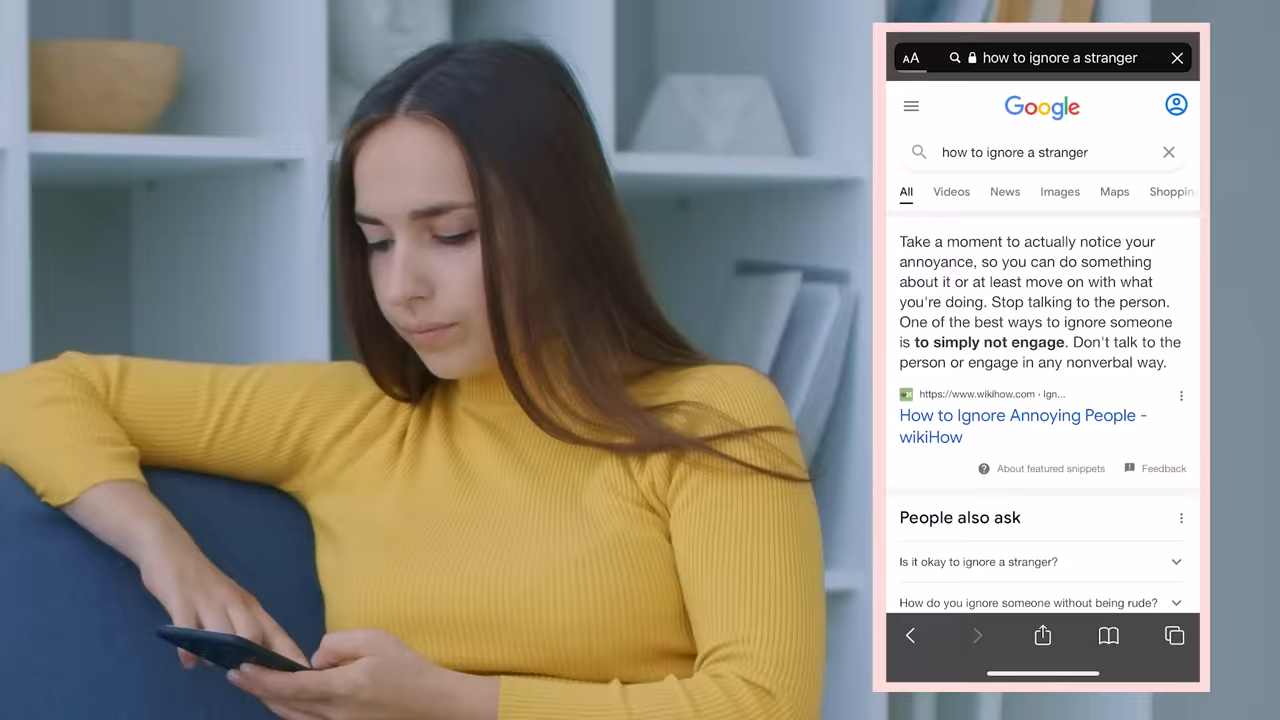 AA how to ignore a stranger
Google
how to ignore a stranger
All Videos News Images Maps Shoppin
Take a moment to actually notice your
annoyance, so you can do something
about it or at least move on with what
you're doing. Stop talking to the person.
One of the best ways to ignore someone
is to simply not engage. Don't talk to the
person or engage in any nonverbal way.
https://www.wikihow.com › Ign...
How to Ignore Annoying People -
wikiHow
About featured snippets Feedback
People also ask
Is it okay to ignore a stranger?
How do you ignore someone without being rude?